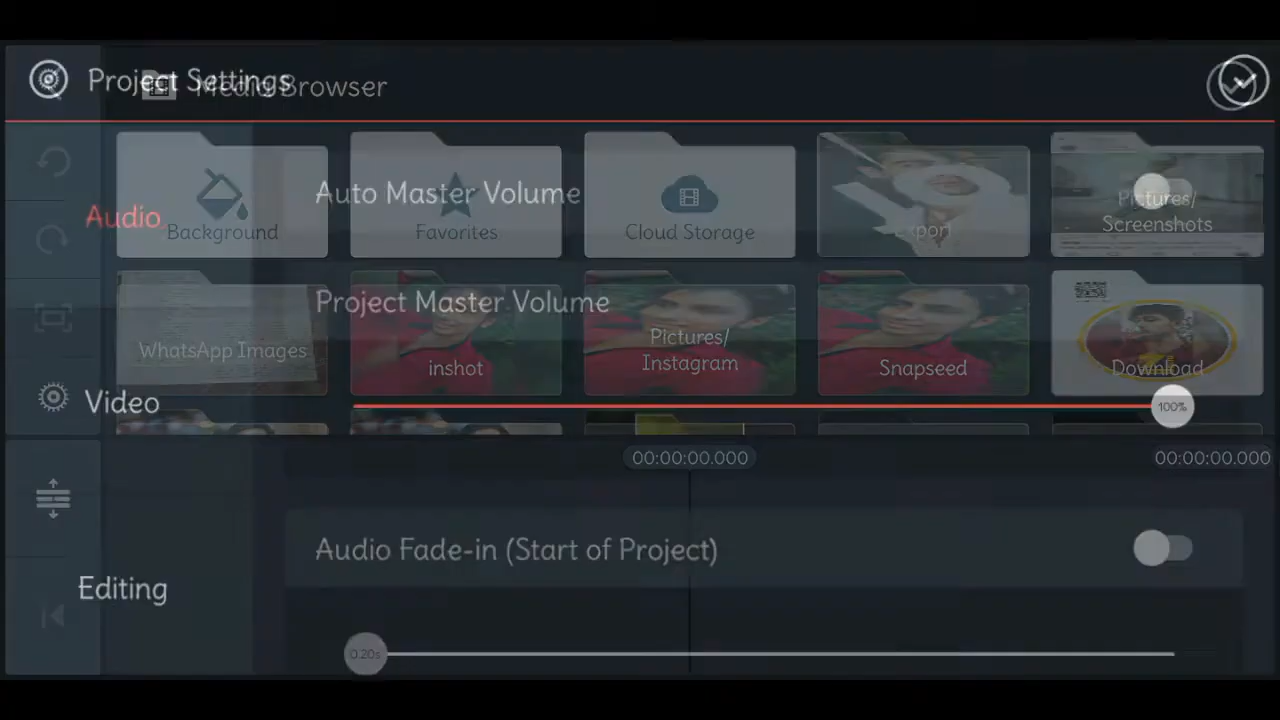 Project Settings
Media Browser
Audio
Auto Master Volume
Background
Favorites
Cloud Storage
Export
Pictures/
Screenshots
Project Master Volume
WhatsApp Images
inshot
Pictures/
Instagram
Snapseed
Download
Video
100%
00:00:00.000
00:00:00.000
Audio Fade-in (Start of Project)
Editing
0.20s